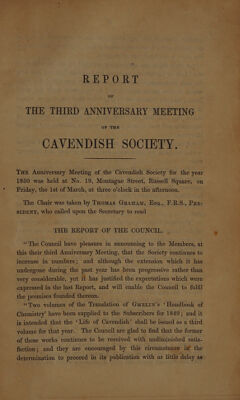 REPORT
OF
THE THIRD ANNIVERSARY MEETING
OF THE
CAVENDISH SOCIETY.
THE Anniversary Meeting of the Cavendish Society for the year
1850 was held at No. 19, Montague Street, Russell Square, on
Friday, the 1st of March, at three o'clock in the afternoon.
The Chair was taken by THOMAS GRAHAM, ESQ., F.R.S., PRE-
SIDENT, who called upon the Secretary to read
THE REPORT OF THE COUNCIL.
"The Council have pleasure in announcing to the Members, at
this their third Anniversary Meeting, that the Society continues to
increase in numbers; and although the extension which it has
undergone during the past year has been progressive rather than
very considerable, yet it has justified the expectations which were
expressed in the last Report, and will enable the Council to fulfil
the promises founded thereon.
"Two volumes of the Translation of GMELIN'S 'Handbook of
Chemistry' have been supplied to the Subscribers for 1849; and it
is intended that the 'Life of Cavendish' shall be issued as a third
volume for that year. The Council are glad to find that the former
of these works continues to be received with undiminished satis-
faction; and they are encouraged by this circumstance in the
determination to proceed in its publication with as little delay as